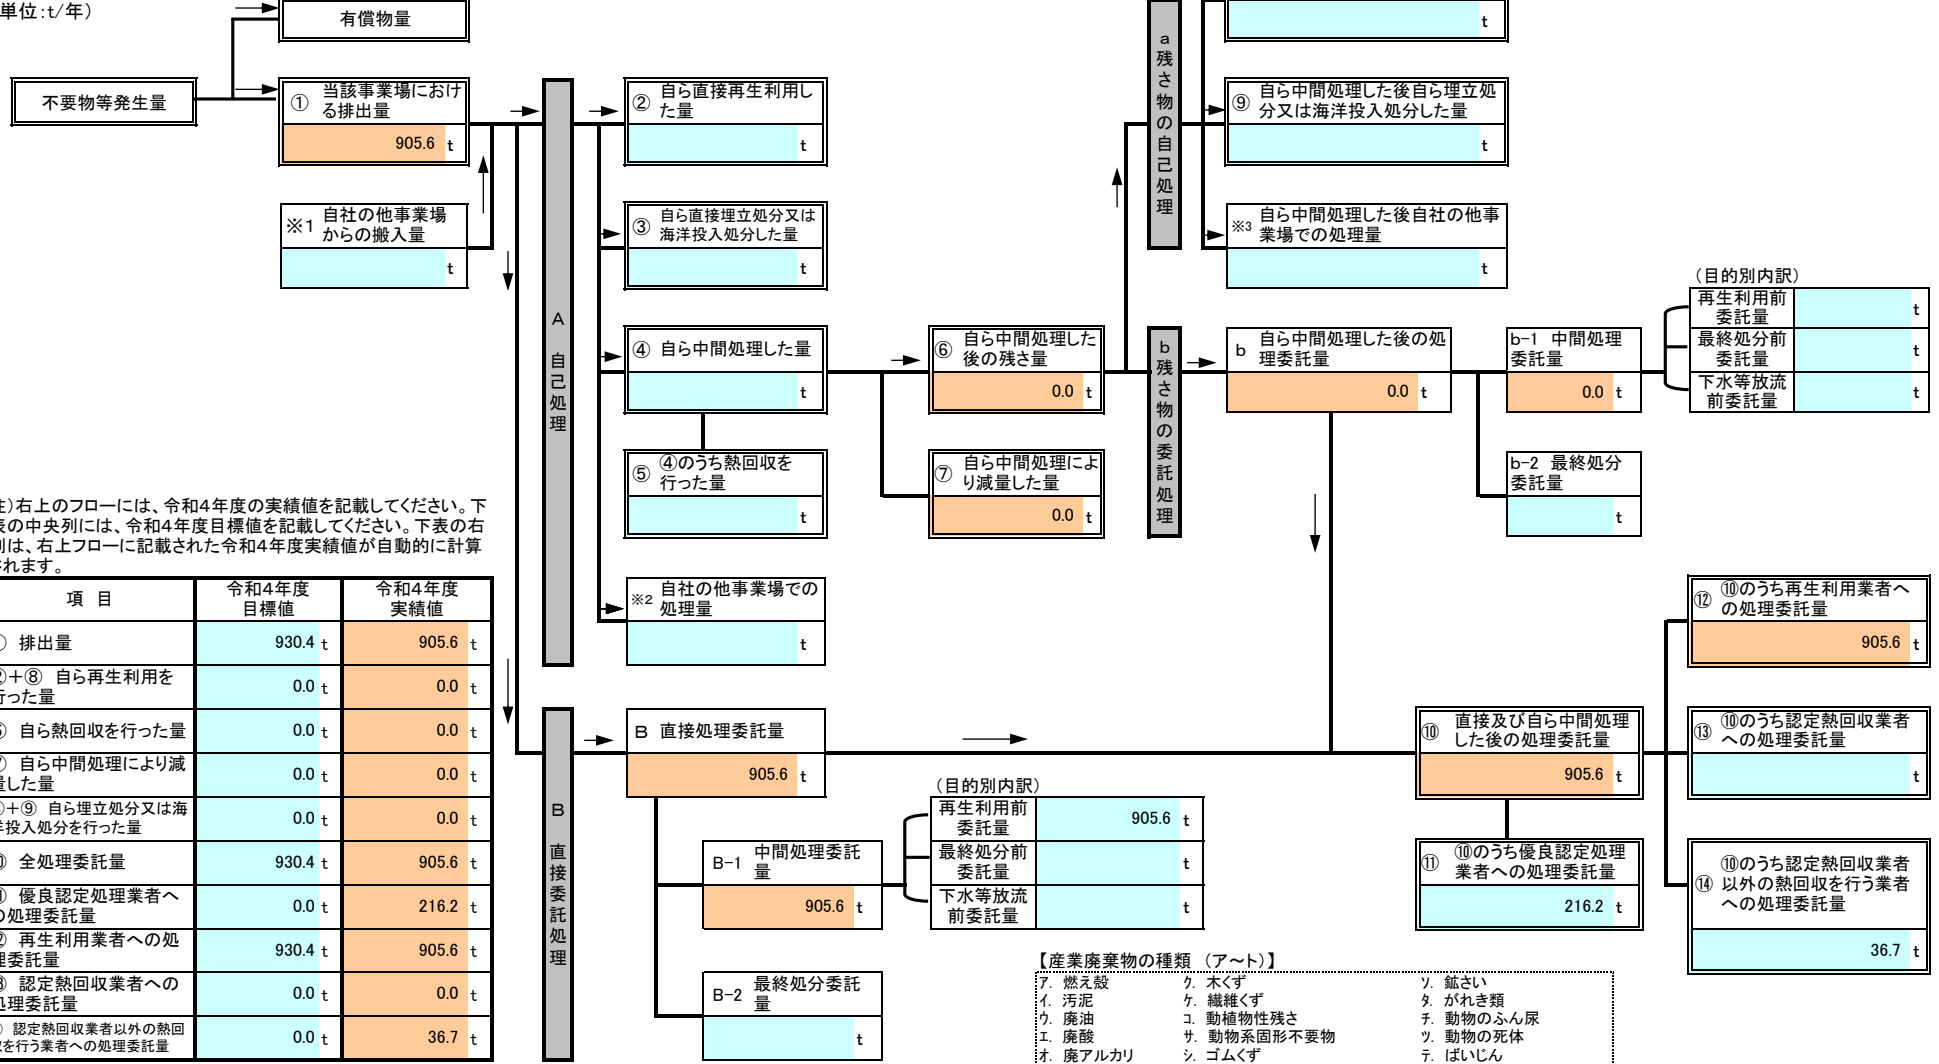 単位:t/年)
有償物量
不要物等発生量
① 当該事業場におけ
る排出量
905.6 t
※1 自社の他事業場
からの搬入量
t
A 自己処理
② 自ら直接再生利用し
た量
t
③ 自ら直接埋立処分又は
海洋投入処分した量
t
④ 自ら中間処理した量
t
⑤ ④のうち熱回収を
行った量
t
※2 自社の他事業場での
処理量
t
⑥ 自ら中間処理した
後の残さ量
0.0 t
⑦ 自ら中間処理によ
り減量した量
0.0 t
a 残さ物の自己処理
t
⑨ 自ら中間処理した後自ら埋立処
分又は海洋投入処分した量
t
※3 自ら中間処理した後自社の他事
業場での処理量
t
b 残さ物の委託処理
b 自ら中間処理した後の処
理委託量
0.0 t
b-1 中間処理
委託量
0.0 t
b-2 最終処分
委託量
t
(目的別内訳)
再生利用前
委託量 t
最終処分前
委託量 t
下水等放流
前委託量 t
注)右上のフローには、令和4年度の実績値を記載してください。下
表の中央列には、令和4年度目標値を記載してください。下表の右
列は、右上フローに記載された令和4年度実績値が自動的に計算
されます。
項 目 令和4年度
目標値 令和4年度
実績値
排出量 930.4 t 905.6 t
②+⑧ 自ら再生利用を
行った量 0.0 t 0.0 t
自ら熱回収を行った量 0.0 t 0.0 t
自ら中間処理により減
量した量 0.0 t 0.0 t
+⑨ 自ら埋立処分又は海
洋投入処分を行った量 0.0 t 0.0 t
全処理委託量 930.4 t 905.6 t
優良認定処理業者へ
の処理委託量 0.0 t 216.2 t
再生利用業者への処
理委託量 930.4 t 905.6 t
認定熱回収業者への
処理委託量 0.0 t 0.0 t
認定熱回収業者以外の熱回
収を行う業者への処理委託量 0.0 t 36.7 t
B 直接委託処理
B 直接処理委託量
905.6 t
B-1 中間処理委託
量
905.6 t
B-2 最終処分委託
量
t
(目的別内訳)
再生利用前
委託量 905.6 t
最終処分前
委託量 t
下水等放流
前委託量 t
⑩ 直接及び自ら中間処理
した後の処理委託量
905.6 t
⑪ ⑩のうち優良認定処理
業者への処理委託量
216.2 t
⑫ ⑩のうち再生利用業者へ
の処理委託量
905.6 t
⑬ ⑩のうち認定熱回収業者
への処理委託量
t
⑭ ⑩のうち認定熱回収業者
以外の熱回収を行う業者
への処理委託量
36.7 t
【産業廃棄物の種類 (ア~ト)】
ア. 燃え殻 ク. 木くず ソ. 鉱さい
イ. 汚泥 ケ. 繊維くず タ. がれき類
ウ. 廃油 コ. 動植物性残さ チ. 動物のふん尿
エ. 廃酸 サ. 動物系固形不要物 ツ. 動物の死体
オ. 廃アルカリ シ. ゴムくず テ. ばいじん